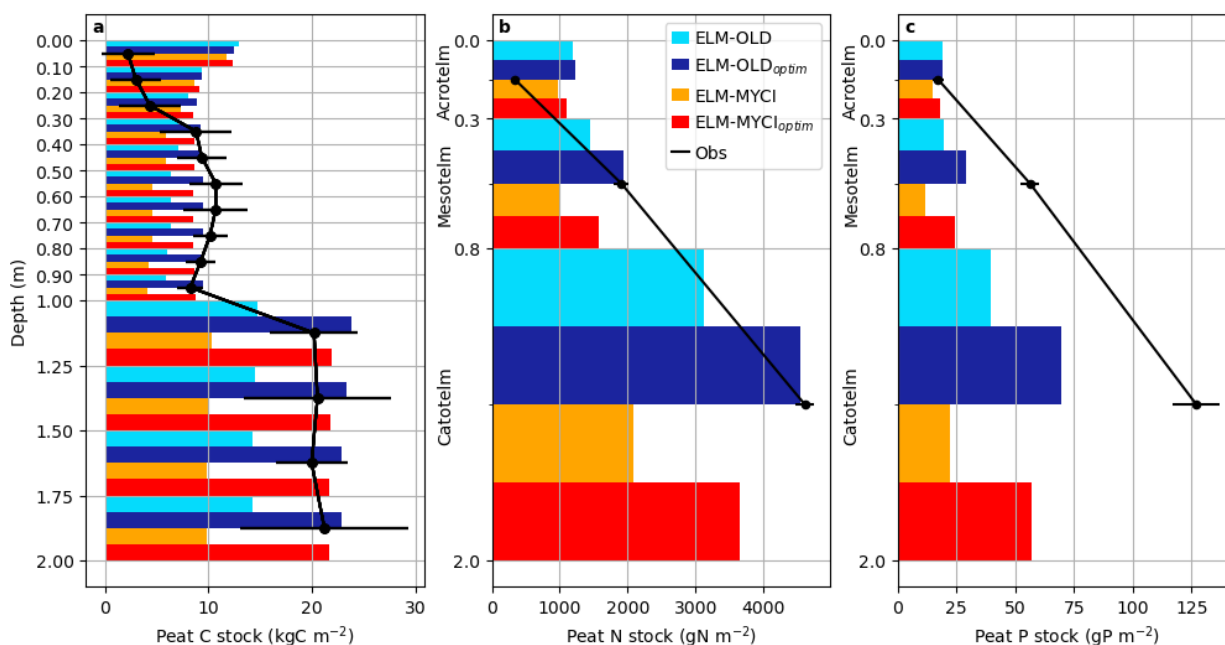 a
0.00
0.10
0.20
0.30
0.40
0.50
0.60
0.70
0.80
0.90
1.00
1.25
1.50
1.75
2.00
Depth (m)
0
10
20
30
Peat C stock (kgC m⁻²)
b
0.0
Acrotelm
0.3
Mesotelm
0.8
Catotelm
2.0
0
1000
2000
3000
4000
Peat N stock (gN m⁻²)
ELM-OLD
ELM-OLDoptim
ELM-MYCI
ELM-MYCIoptim
Obs
c
0.0
Acrotelm
0.3
Mesotelm
0.8
Catotelm
2.0
0
25
50
75
100
125
Peat P stock (gP m⁻²)